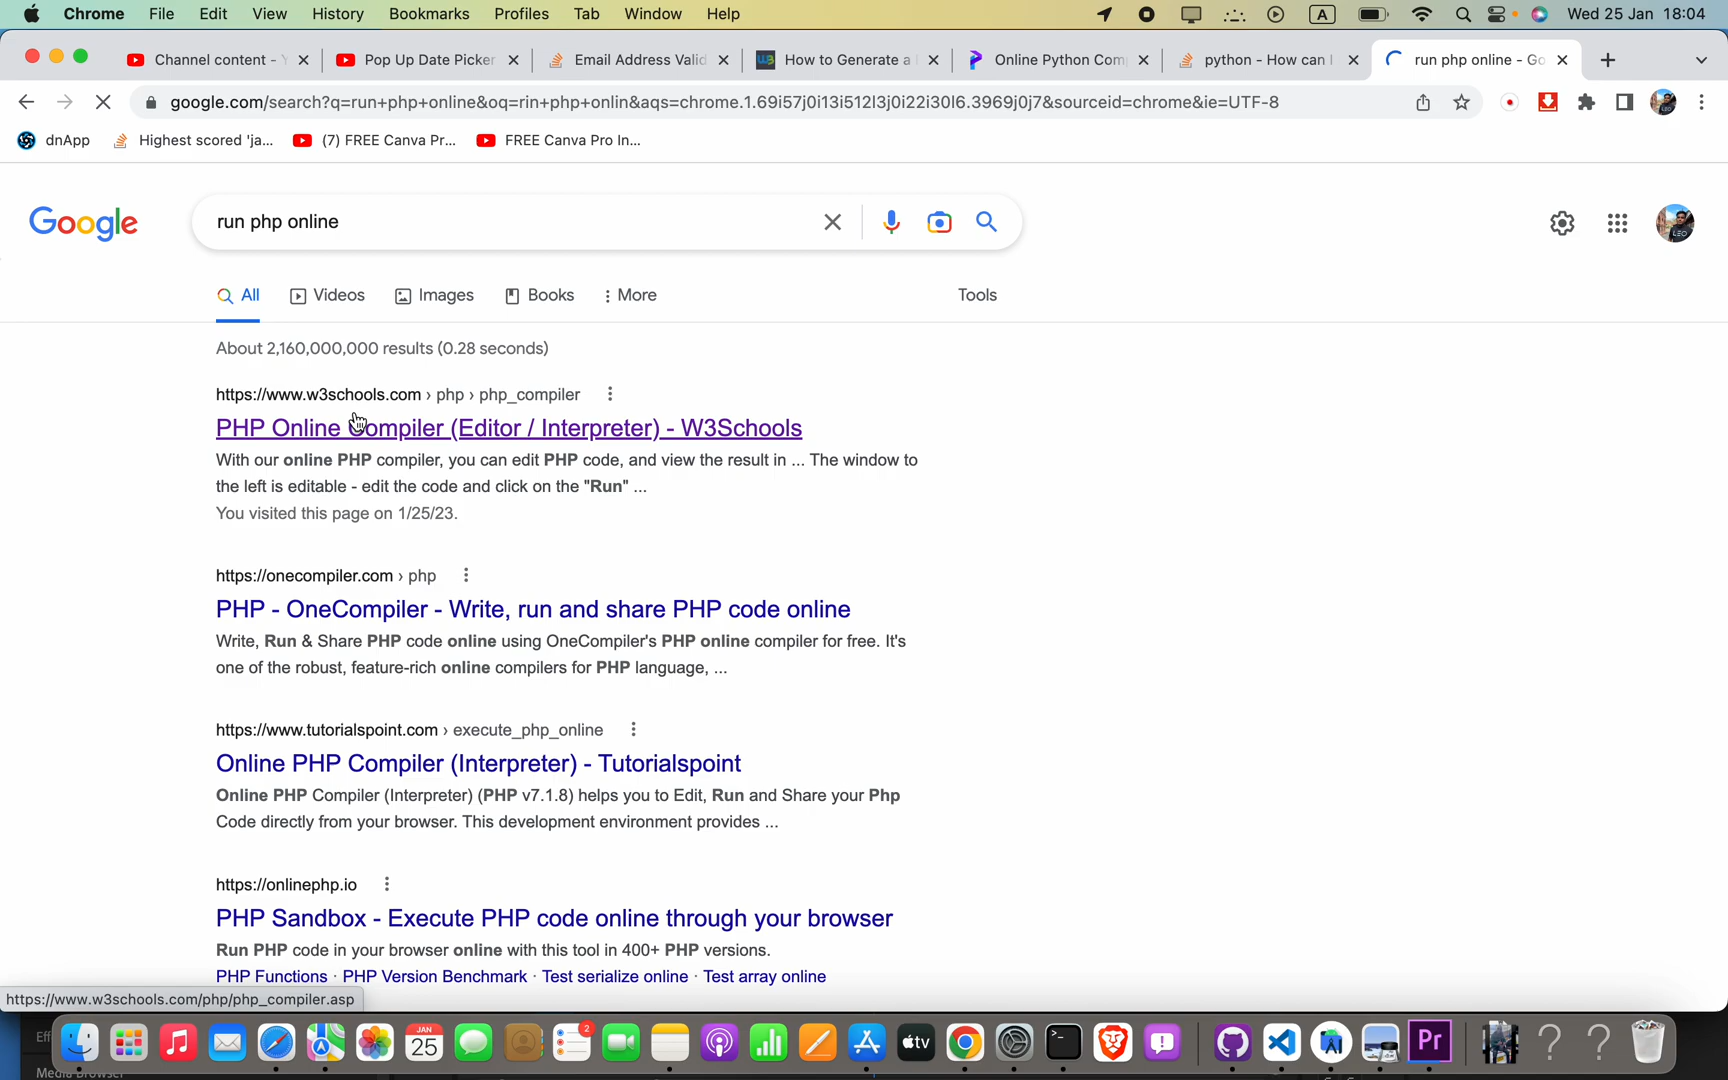 Chrome File Edit View History Bookmarks Profiles Tab Window Help A Wed 25 Jan 18:04
Channel content - Y Pop Up Date Picker Email Address Valid How to Generate a Online Python Com python - How can I run php online - Go
google.com/search?q=run+php+online&oq=rin+php+onlin&aqs=chrome.1.69i57j0i13i512l3j0i22i30l6.3969j0j7&sourceid=chrome&ie=UTF-8
dnApp Highest scored 'ja... (7) FREE Canva Pr... FREE Canva Pro In...
Google run php online LEO
All Videos Images Books More Tools
About 2,160,000,000 results (0.28 seconds)
https://www.w3schools.com › php › php_compiler
PHP Online Compiler (Editor / Interpreter) - W3Schools
With our online PHP compiler, you can edit PHP code, and view the result in ... The window to
the left is editable - edit the code and click on the "Run" ...
You visited this page on 1/25/23.
https://onecompiler.com › php
PHP - OneCompiler - Write, run and share PHP code online
Write, Run & Share PHP code online using OneCompiler's PHP online compiler for free. It's
one of the robust, feature-rich online compilers for PHP language, ...
https://www.tutorialspoint.com › execute_php_online
Online PHP Compiler (Interpreter) - Tutorialspoint
Online PHP Compiler (Interpreter) (PHP v7.1.8) helps you to Edit, Run and Share your Php
Code directly from your browser. This development environment provides ...
https://onlinephp.io
PHP Sandbox - Execute PHP code online through your browser
Run PHP code in your browser online with this tool in 400+ PHP versions.
PHP Functions · PHP Version Benchmark · Test serialize online · Test array online
https://www.w3schools.com/php/php_compiler.asp
JAN
25
2
tv
Pr
Media Browser